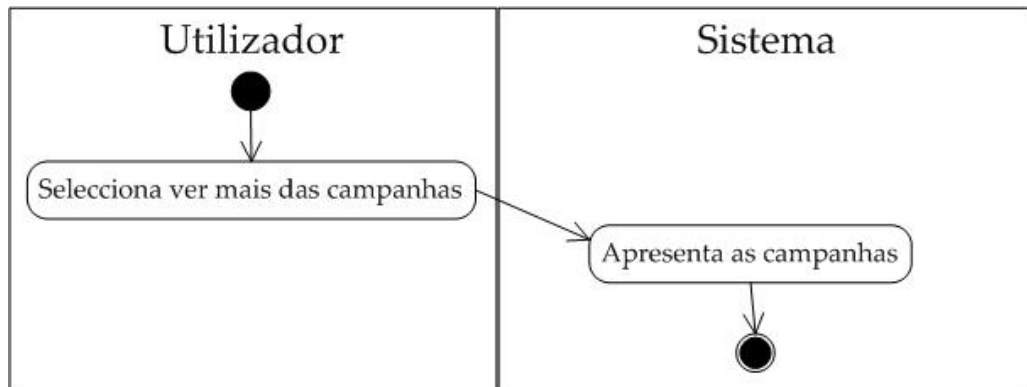 Utilizador
Sistema
Selecciona ver mais das campanhas
Apresenta as campanhas